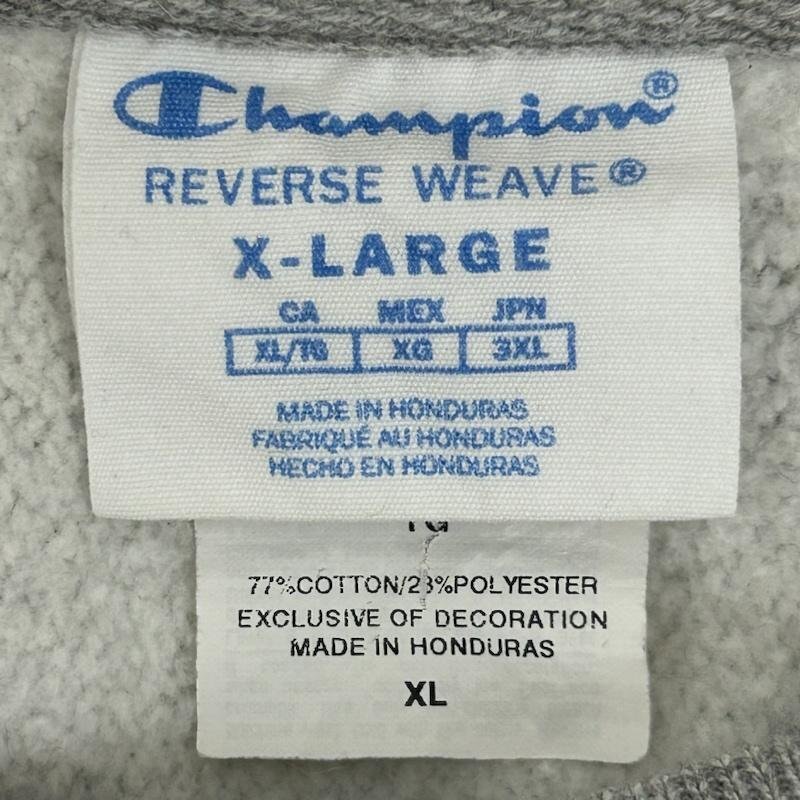 Champion®
REVERSE WEAVE®
X-LARGE
CA MEX JPN
XL/TG XG 3XL
MADE IN HONDURAS
FABRIQUÉ AU HONDURAS
HECHO EN HONDURAS
77%COTTON/23%POLYESTER
EXCLUSIVE OF DECORATION
MADE IN HONDURAS
XL